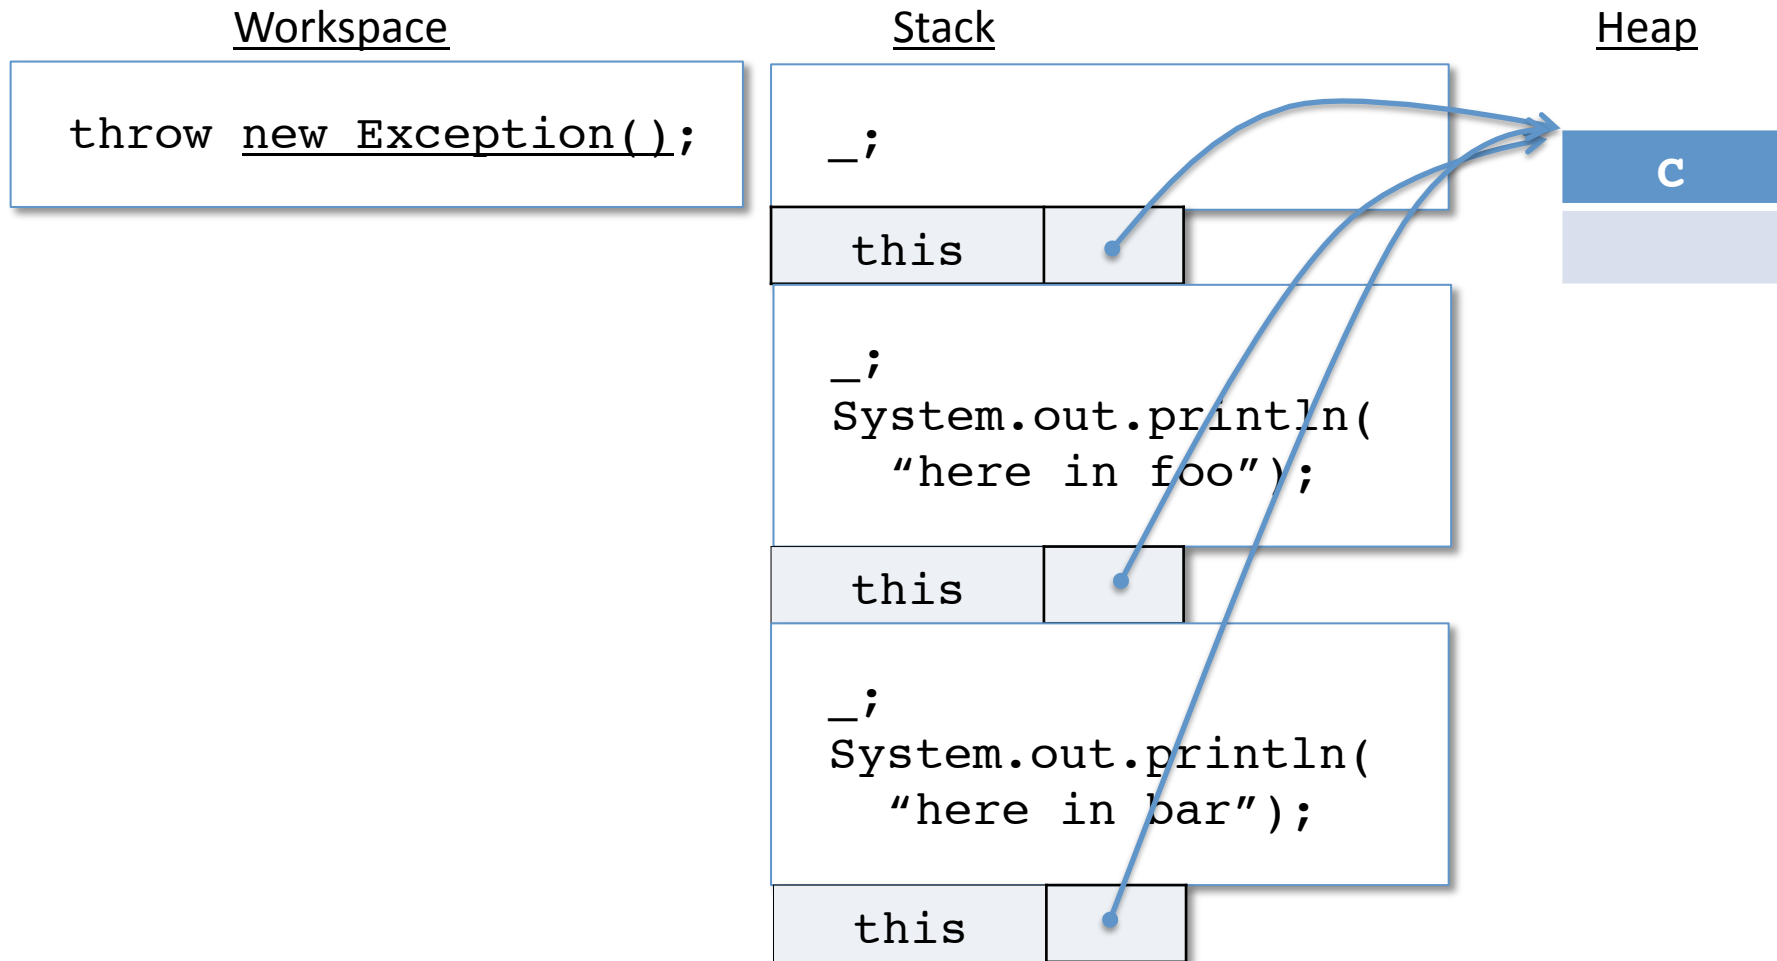 Workspace
Stack
Heap
throw new Exception();
_;
C
this
_;
System.out.println(
“here in foo”);
this
_;
System.out.println(
“here in bar”);
this